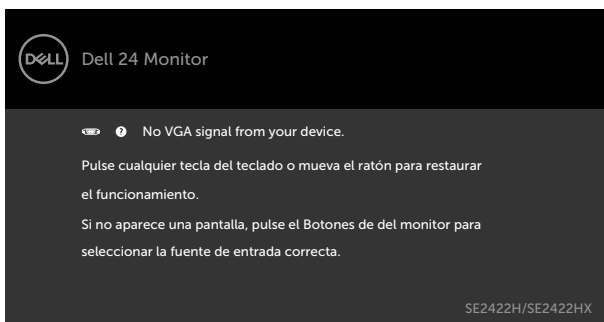 DELL
Dell 24 Monitor
No VGA signal from your device.
Pulse cualquier tecla del teclado o mueva el ratón para restaurar
el funcionamiento.
Si no aparece una pantalla, pulse el Botones de del monitor para
seleccionar la fuente de entrada correcta.
SE2422H/SE2422HX